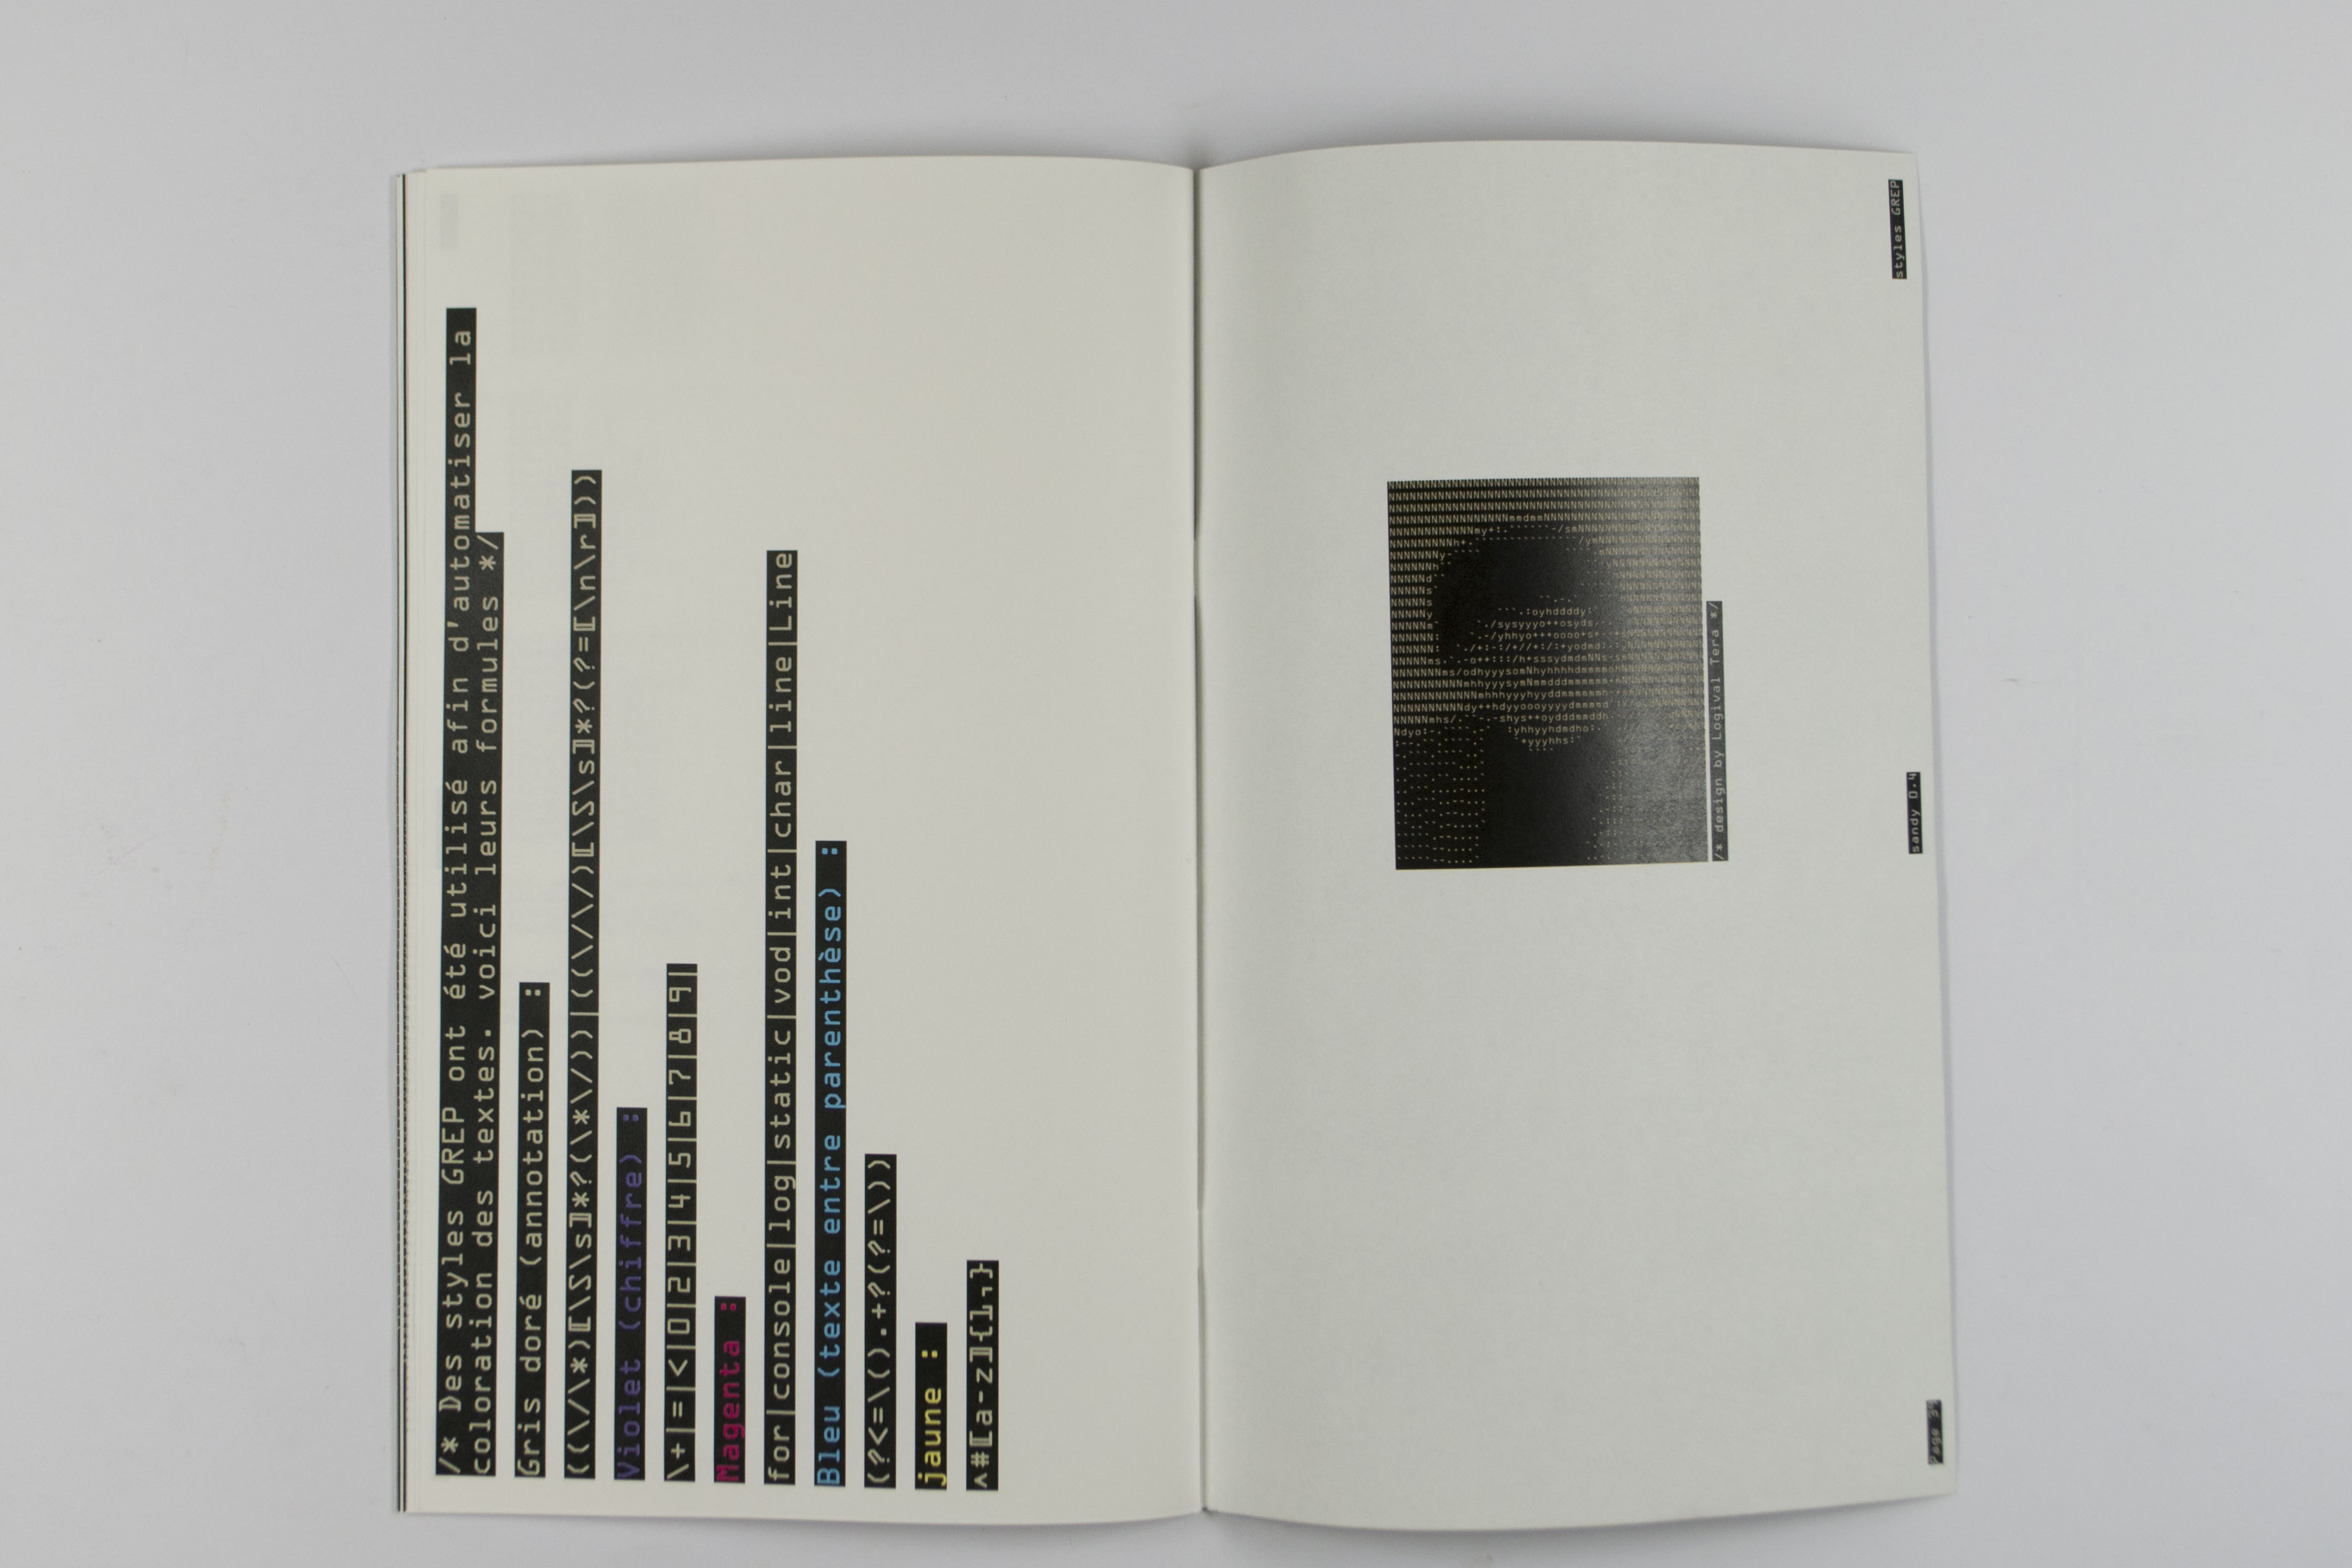 /* Des styles GREP ont été utilisé afin d'automatiser la
coloration des textes. voici leurs formules */
Gris doré (annotation) :
((\/\*)[\S\s]*?(\*\/))|((\/\/)[\S\s]*?(?=[\n\r]))
Violet (chiffre) :
\+|=|<|0|2|3|4|5|6|7|8|9|
Magenta :
for|console|log|static|vod|int|char|line|Line
Bleu (texte entre parenthèse) :
(?<=\().+?(?=\))
jaune :
^#[a-z]{1,}
/* design by Logival Tera */
Page
sandy 0.4
styles GREP